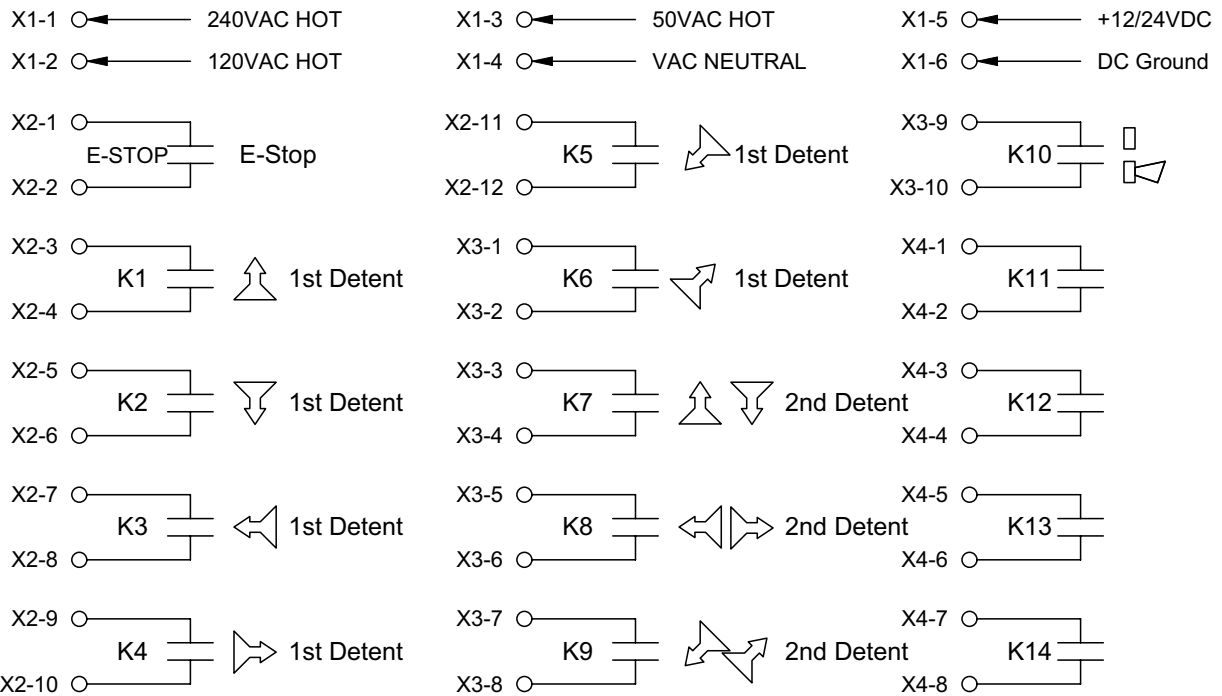 X1-1 240VAC HOT X1-3 50VAC HOT X1-5 +12/24VDC
X1-2 120VAC HOT X1-4 VAC NEUTRAL X1-6 DC Ground
X2-1 X2-11 X3-9
E-STOP E-Stop K5 1st Detent K10
X2-2 X2-12 X3-10
X2-3 X3-1 X4-1
K1 1st Detent K6 1st Detent K11
X2-4 X3-2 X4-2
X2-5 X3-3 X4-3
K2 1st Detent K7 2nd Detent K12
X2-6 X3-4 X4-4
X2-7 X3-5 X4-5
K3 1st Detent K8 2nd Detent K13
X2-8 X3-6 X4-6
X2-9 X3-7 X4-7
K4 1st Detent K9 2nd Detent K14
X2-10 X3-8 X4-8